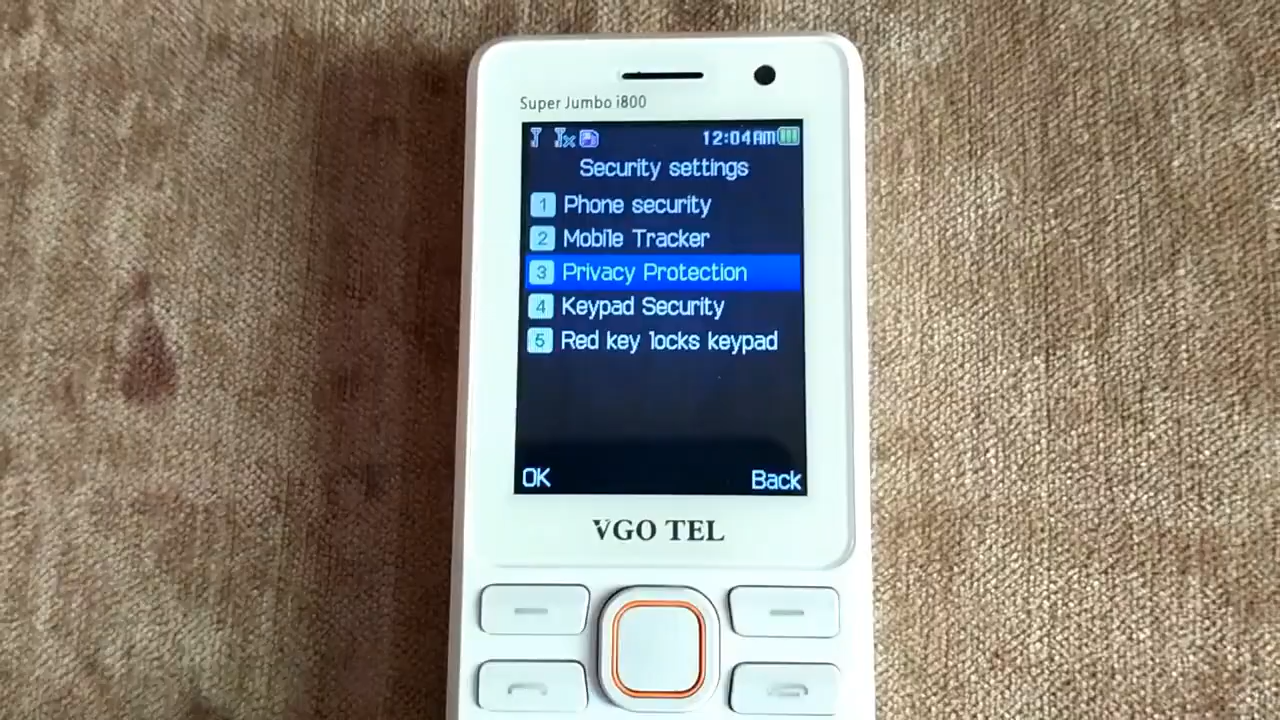 Super Jumbo i800
12:04AM
Security settings
1 Phone security
2 Mobile Tracker
3 Privacy Protection
4 Keypad Security
5 Red key locks keypad
OK Back
VGO TEL